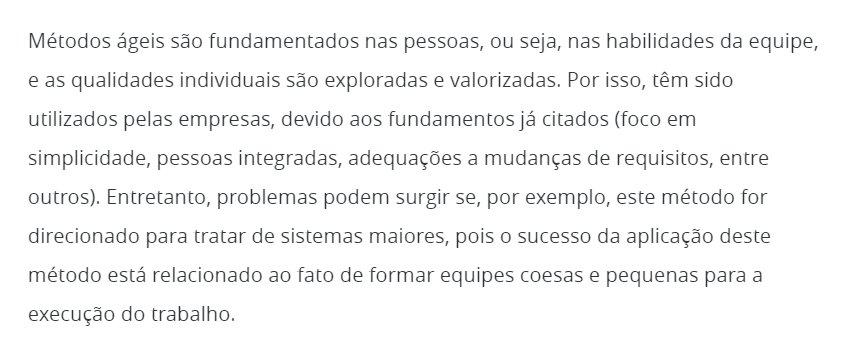 Métodos ágeis são fundamentados nas pessoas, ou seja, nas habilidades da equipe,
e as qualidades individuais são exploradas e valorizadas. Por isso, têm sido
utilizados pelas empresas, devido aos fundamentos já citados (foco em
simplicidade, pessoas integradas, adequações a mudanças de requisitos, entre
outros). Entretanto, problemas podem surgir se, por exemplo, este método for
direcionado para tratar de sistemas maiores, pois o sucesso da aplicação deste
método está relacionado ao fato de formar equipes coesas e pequenas para a
execução do trabalho.